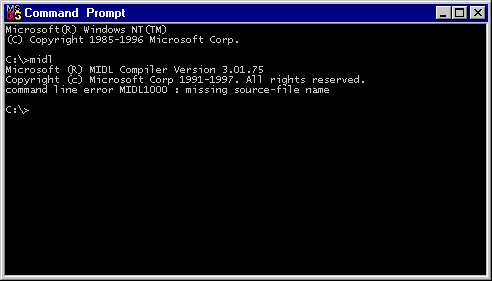 Command Prompt
Microsoft(R) Windows NT(TM)
(C) Copyright 1985-1996 Microsoft Corp.
C:\>midl
Microsoft (R) MIDL Compiler Version 3.01.75
Copyright (c) Microsoft Corp 1991-1997. All rights reserved.
command line error MIDL1000 : missing source-file name
C:\>